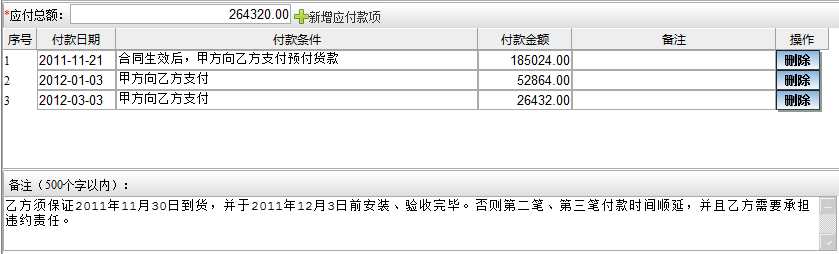 *应付总额： 264320.00 新增应付款项
序号 付款日期 付款条件 付款金额 备注 操作
1 2011-11-21 合同生效后，甲方向乙方支付预付货款 185024.00 删除
2 2012-01-03 甲方向乙方支付 52864.00 删除
3 2012-03-03 甲方向乙方支付 26432.00 删除
备注（500个字以内）：
乙方须保证2011年11月30日到货，并于2011年12月3日前安装、验收完毕。否则第二笔、第三笔付款时间顺延，并且乙方需要承担
违约责任。